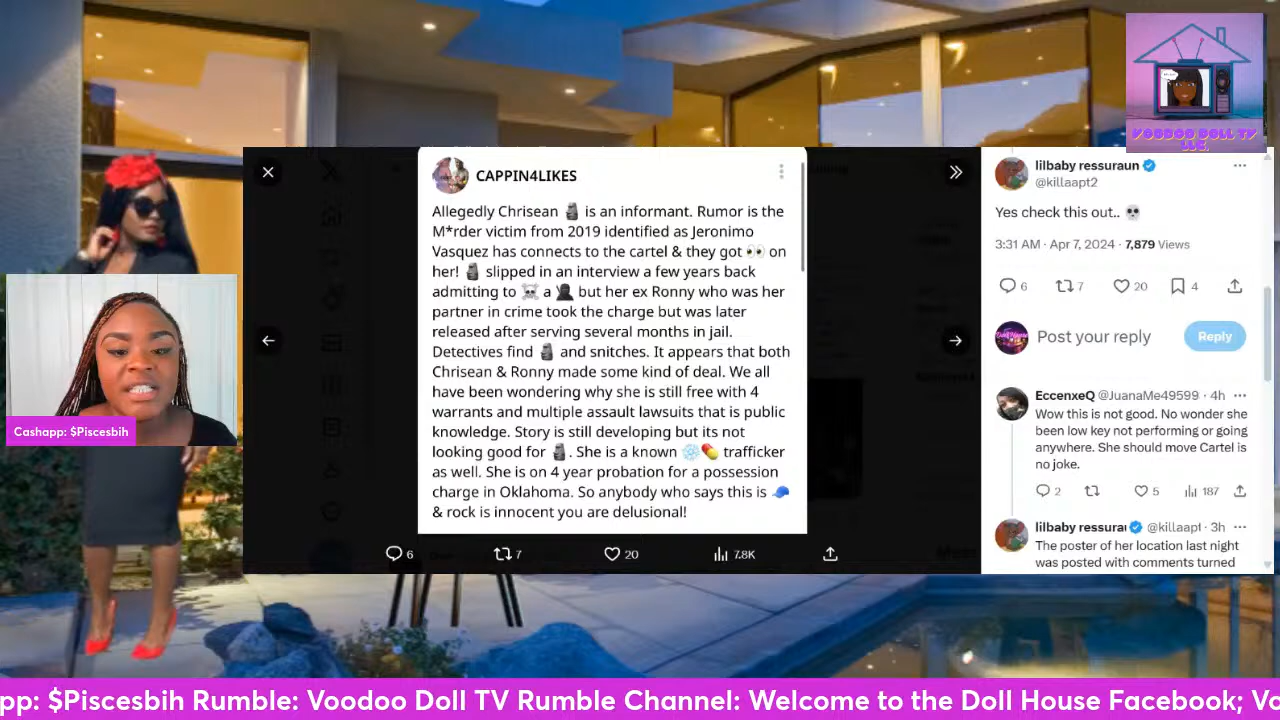 VOODOO DOLL TV
LLC.
CAPPIN4LIKES
Allegedly Chrisean 🗿 is an informant. Rumor is the
M*rder victim from 2019 identified as Jeronimo
Vasquez has connects to the cartel & they got 👀 on
her! 🗿 slipped in an interview a few years back
admitting to ☠️ a 🥷🏿 but her ex Ronny who was her
partner in crime took the charge but was later
released after serving several months in jail.
Detectives find 🗿 and snitches. It appears that both
Chrisean & Ronny made some kind of deal. We all
have been wondering why she is still free with 4
warrants and multiple assault lawsuits that is public
knowledge. Story is still developing but its not
looking good for 🗿. She is a known ❄️💊 trafficker
as well. She is on 4 year probation for a possession
charge in Oklahoma. So anybody who says this is 🧢
& rock is innocent you are delusional!
6 7 20 7.8K
lilbaby ressuraun
@killaapt2
Yes check this out.. 💀
3:31 AM · Apr 7, 2024 · 7,879 Views
6 7 20 4
Post your reply Reply
EccenxeQ @JuanaMe49599 · 4h
Wow this is not good. No wonder she
been low key not performing or going
anywhere. She should move Cartel is
no joke.
2 5 187
lilbaby ressurau @killaapt · 3h
The poster of her location last night
was posted with comments turned
Cashapp: $Piscesbih
pp: $Piscesbih Rumble: Voodoo Doll TV Rumble Channel: Welcome to the Doll House Facebook; Vo